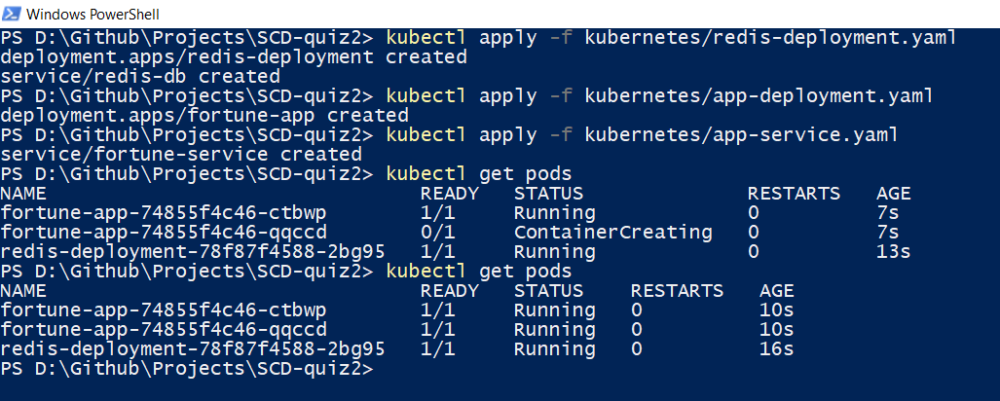 Windows PowerShell
PS D:\Github\Projects\SCD-quiz2> kubectl apply -f kubernetes/redis-deployment.yaml
deployment.apps/redis-deployment created
service/redis-db created
PS D:\Github\Projects\SCD-quiz2> kubectl apply -f kubernetes/app-deployment.yaml
deployment.apps/fortune-app created
PS D:\Github\Projects\SCD-quiz2> kubectl apply -f kubernetes/app-service.yaml
service/fortune-service created
PS D:\Github\Projects\SCD-quiz2> kubectl get pods
NAME                                READY   STATUS              RESTARTS   AGE
fortune-app-74855f4c46-ctbwp        1/1     Running             0          7s
fortune-app-74855f4c46-qqccd        0/1     ContainerCreating   0          7s
redis-deployment-78f87f4588-2bg95   1/1     Running             0          13s
PS D:\Github\Projects\SCD-quiz2> kubectl get pods
NAME                                READY   STATUS    RESTARTS   AGE
fortune-app-74855f4c46-ctbwp        1/1     Running   0          10s
fortune-app-74855f4c46-qqccd        1/1     Running   0          10s
redis-deployment-78f87f4588-2bg95   1/1     Running   0          16s
PS D:\Github\Projects\SCD-quiz2>